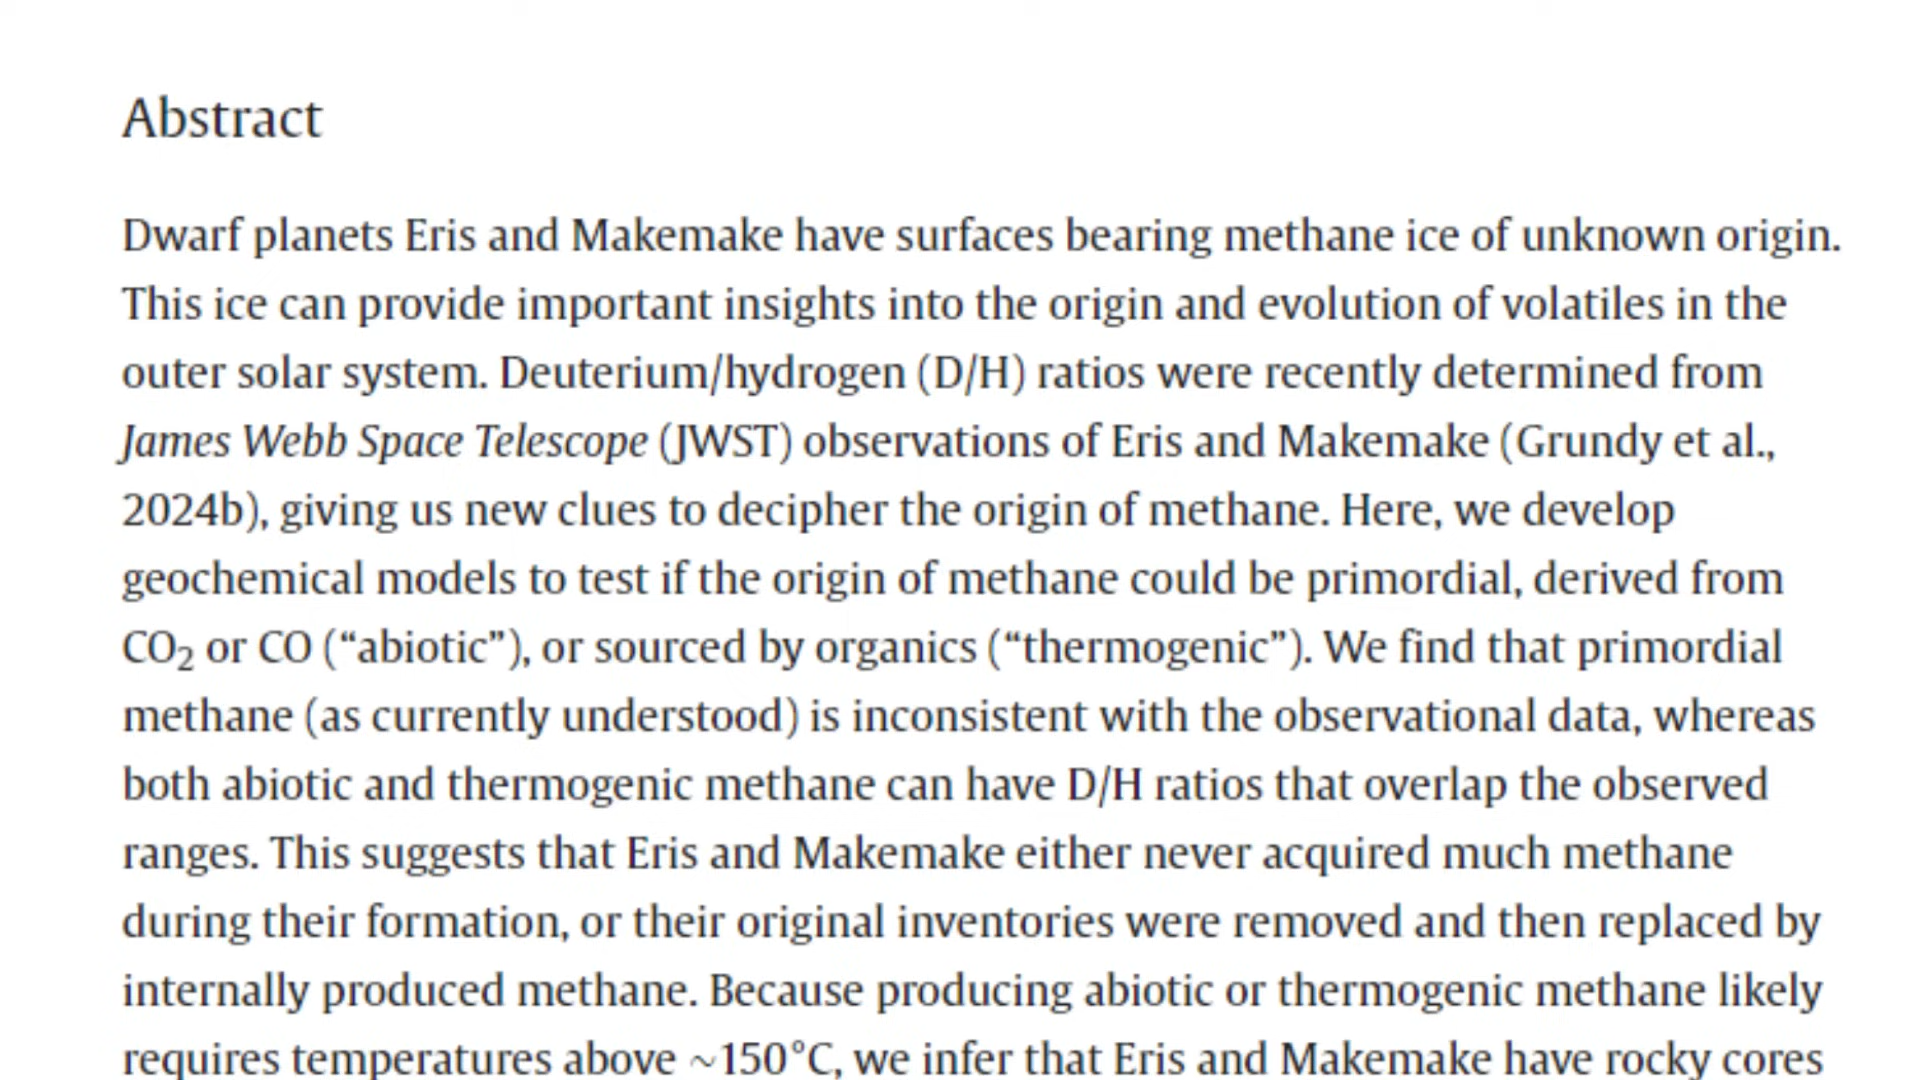 Abstract
Dwarf planets Eris and Makemake have surfaces bearing methane ice of unknown origin.
This ice can provide important insights into the origin and evolution of volatiles in the
outer solar system. Deuterium/hydrogen (D/H) ratios were recently determined from
James Webb Space Telescope (JWST) observations of Eris and Makemake (Grundy et al.,
2024b), giving us new clues to decipher the origin of methane. Here, we develop
geochemical models to test if the origin of methane could be primordial, derived from
CO₂ or CO (“abiotic”), or sourced by organics (“thermogenic”). We find that primordial
methane (as currently understood) is inconsistent with the observational data, whereas
both abiotic and thermogenic methane can have D/H ratios that overlap the observed
ranges. This suggests that Eris and Makemake either never acquired much methane
during their formation, or their original inventories were removed and then replaced by
internally produced methane. Because producing abiotic or thermogenic methane likely
requires temperatures above ~150°C, we infer that Eris and Makemake have rocky cores